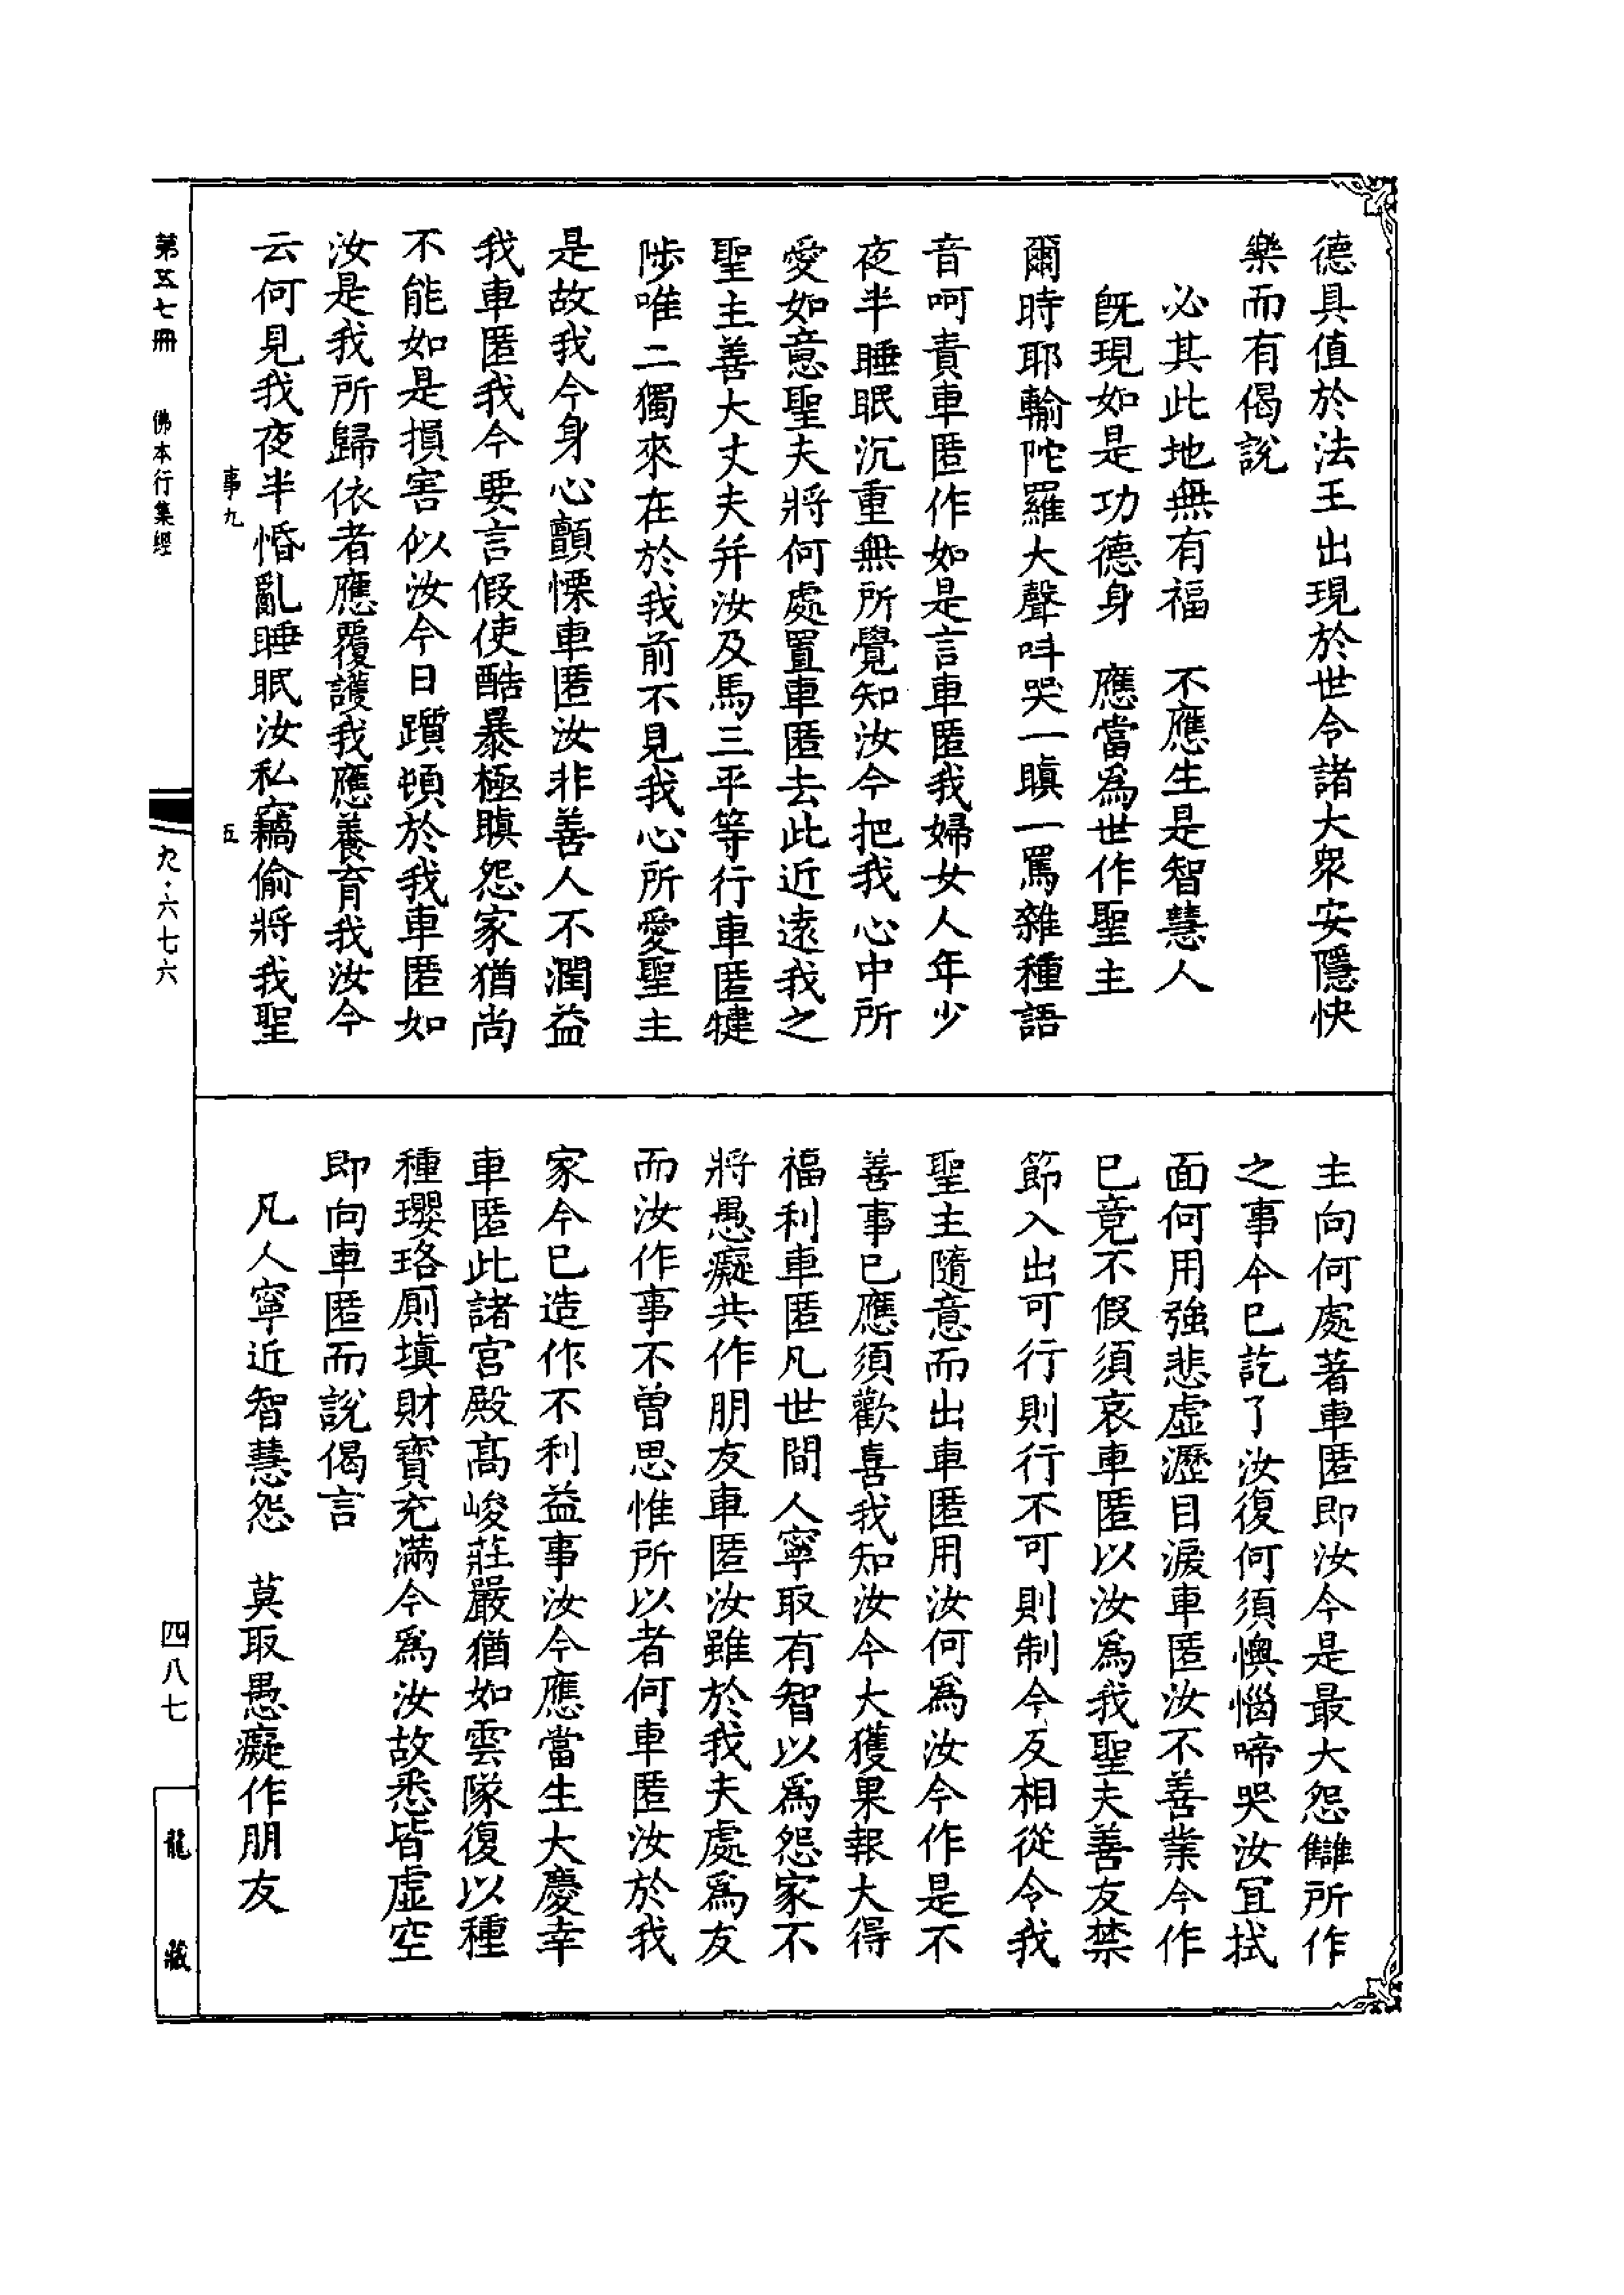 德具值於法王出現於世令諸大衆安隱快
樂而有偈說
必其此地無有福　不應生是智慧人
旣現如是功德身　應當爲世作聖主
爾時耶輸陀羅大聲呌哭一瞋一罵雜種語
音呵責車匿作如是言車匿我婦女人年少
夜半睡眠沉重無所覺知汝今把我心中所
愛如意聖夫將何處置車匿去此近遠我之
聖主善大丈夫并汝及馬三平等行車匿犍
陟唯二獨來在於我前不見我心所愛聖主
是故我今身心顫慄車匿汝非善人不潤益
我車匿我今要言假使酷暴極瞋怨家猶尚
不能如是損害似汝今日躓頓於我車匿如
汝是我所歸依者應覆護我應養育我汝今
云何見我夜半惛亂睡眠汝私竊偷將我聖
主向何處著車匿即汝今是最大怨讎所作
之事今已訖了汝復何須懊惱啼哭汝冝拭
面何用強悲虛瀝目淚車匿汝不善業今作
已竟不假須哀車匿以汝爲我聖夫善友禁
節入出可行則行不可則制今反相從令我
聖主隨意而出車匿用汝何爲汝今作是不
善事已應須歡喜我知汝今大獲果報大得
福利車匿凡世間人寧取有智以爲怨家不
將愚癡共作朋友車匿汝雖於我夫處爲友
而汝作事不曾思惟所以者何車匿汝於我
家今已造作不利益事汝今應當生大慶幸
車匿此諸宮殿高峻莊嚴猶如雲隊復以種
種瓔珞厠塡財寶充滿今爲汝故悉皆虛空
即向車匿而說偈言
凡人寧近智慧怨　莫取愚癡作朋友
事九　五
第五七冊　佛本行集經　九·六七六　四八七　龍藏